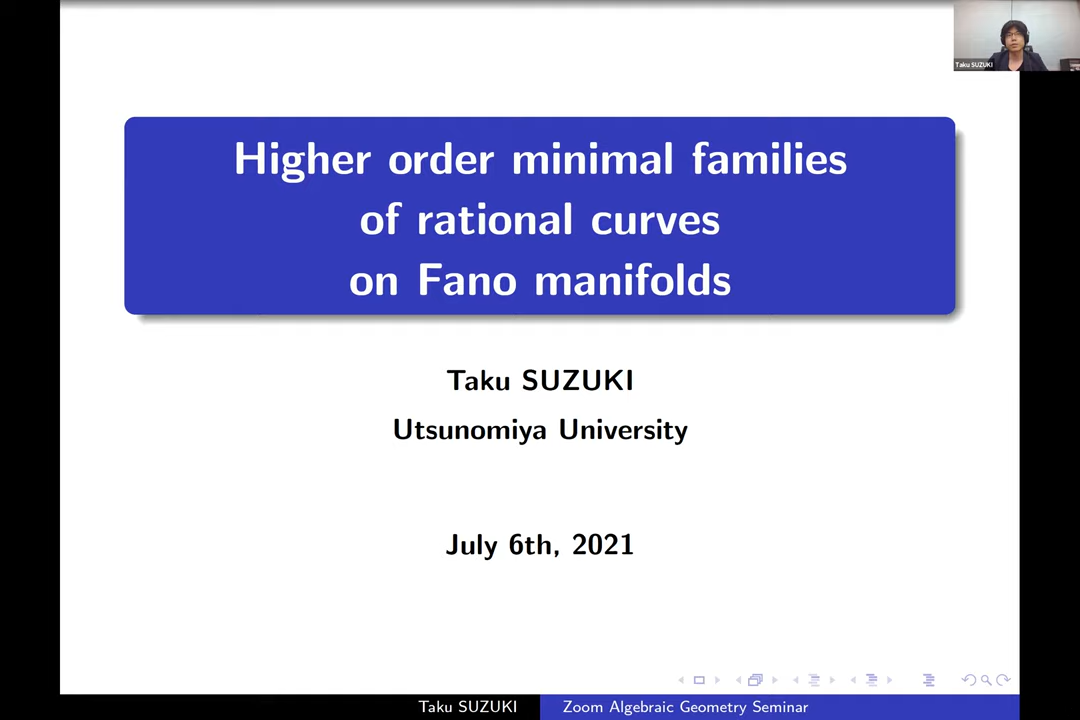 Taku SUZUKI
Higher order minimal families
of rational curves
on Fano manifolds
Taku SUZUKI
Utsunomiya University
July 6th, 2021
Taku SUZUKI
Zoom Algebraic Geometry Seminar